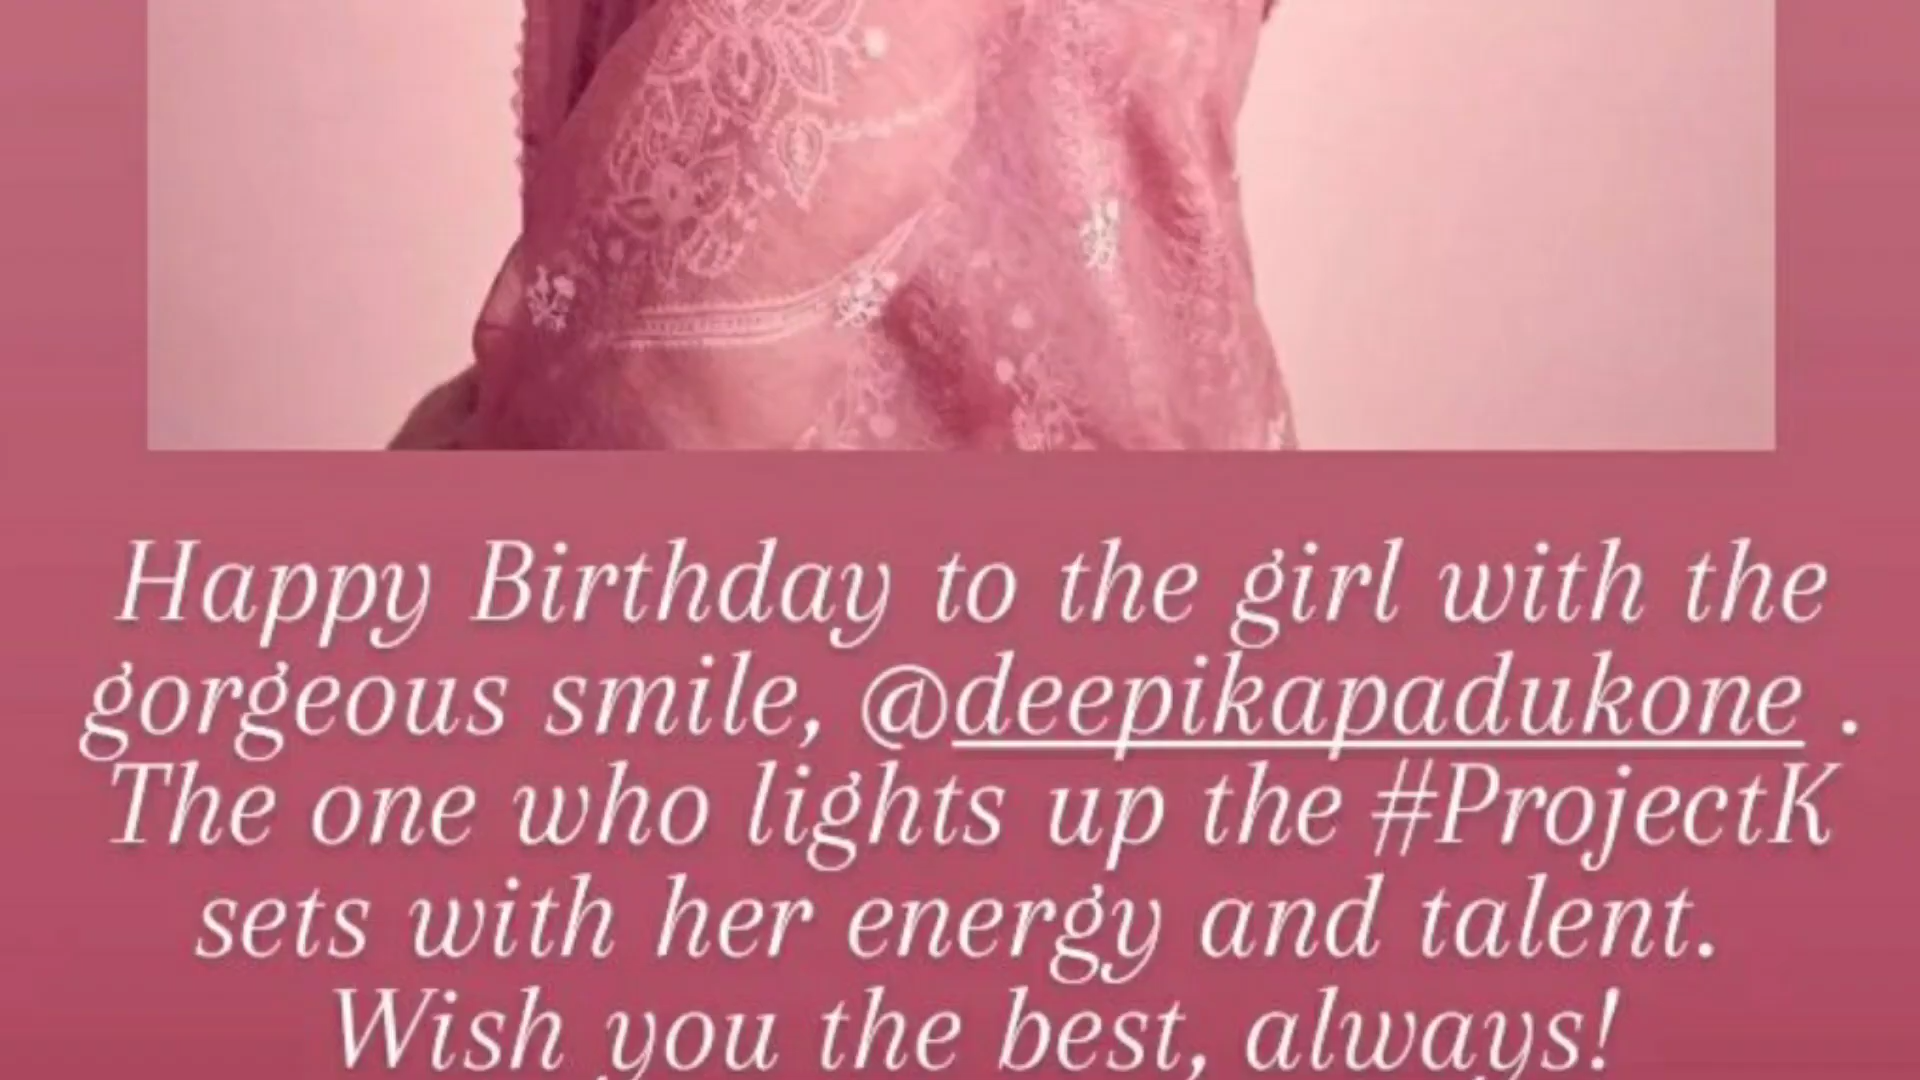 Happy Birthday to the girl with the
gorgeous smile, @deepikapadukone .
The one who lights up the #ProjectK
sets with her energy and talent.
Wish you the best, always!